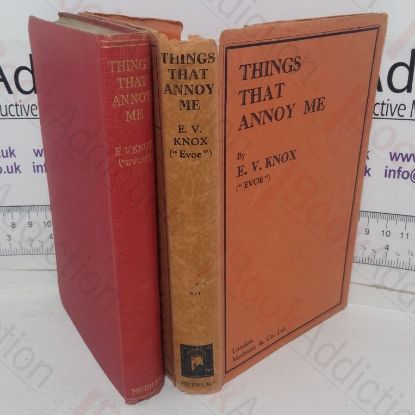 THINGS
THAT
ANNOY
ME
E.V. KNOX
("EVOE")
METHUEN
THINGS
THAT
ANNOY
ME
E. V.
KNOX
("Evoe")
METHUEN
THINGS
THAT
ANNOY ME
By
E. V. KNOX
("EVOE")
London
Methuen & Co. Ltd.